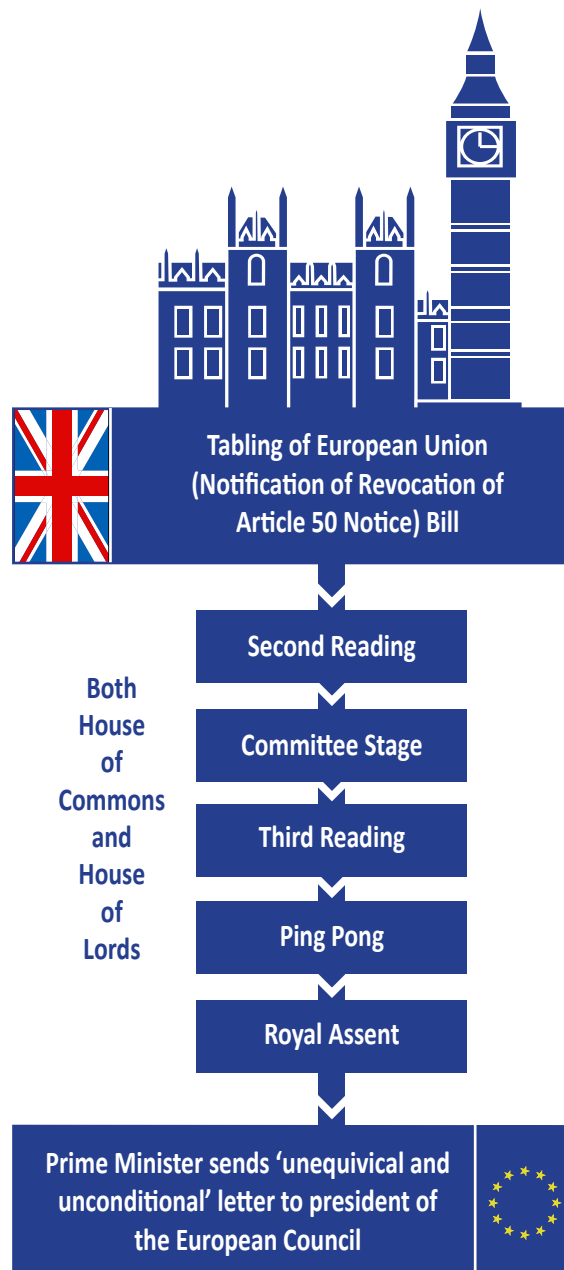 Tabling of European Union
(Notification of Revocation of
Article 50 Notice) Bill
Second Reading
Both
House
of
Commons
and
House
of
Lords
Committee Stage
Third Reading
Ping Pong
Royal Assent
Prime Minister sends ‘unequivical and
unconditional’ letter to president of
the European Council